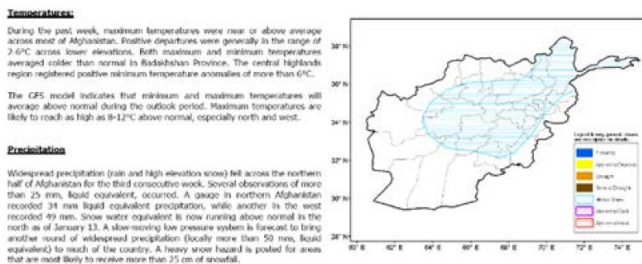 Temperatures:
During the past week, maximum temperatures were near or above average
across most of Afghanistan. Positive departures were generally in the range of
2-6°C across lower elevations. Both maximum and minimum temperatures
averaged colder than normal in Badakhshan Province. The central highlands
region registered positive minimum temperature anomalies of more than 6°C.
The GFS model indicates that minimum and maximum temperatures will
average above normal during the outlook period. Maximum temperatures are
likely to reach as high as 8-12°C above normal, especially north and west.
Precipitation
Widespread precipitation (rain and high elevation snow) fell across the northern
half of Afghanistan for the third consecutive week. Several observations of more
than 25 mm, liquid equivalent, occurred. A gauge in northern Afghanistan
recorded 34 mm liquid equivalent precipitation, while another in the west
recorded 49 mm. Snow water equivalent is now running above normal in the
north as of January 13. A slow-moving low pressure system is forecast to bring
another round of widespread precipitation (locally more than 50 mm, liquid
equivalent) to much of the country. A heavy snow hazard is posted for areas
that are most likely to receive more than 25 cm of snowfall.
38° N
36° N
34° N
32° N
30° N
28° N
60° E 62° E 64° E 66° E 68° E 70° E 72° E 74° E
Flooding
Drought
Severe Drought
Heavy Snow